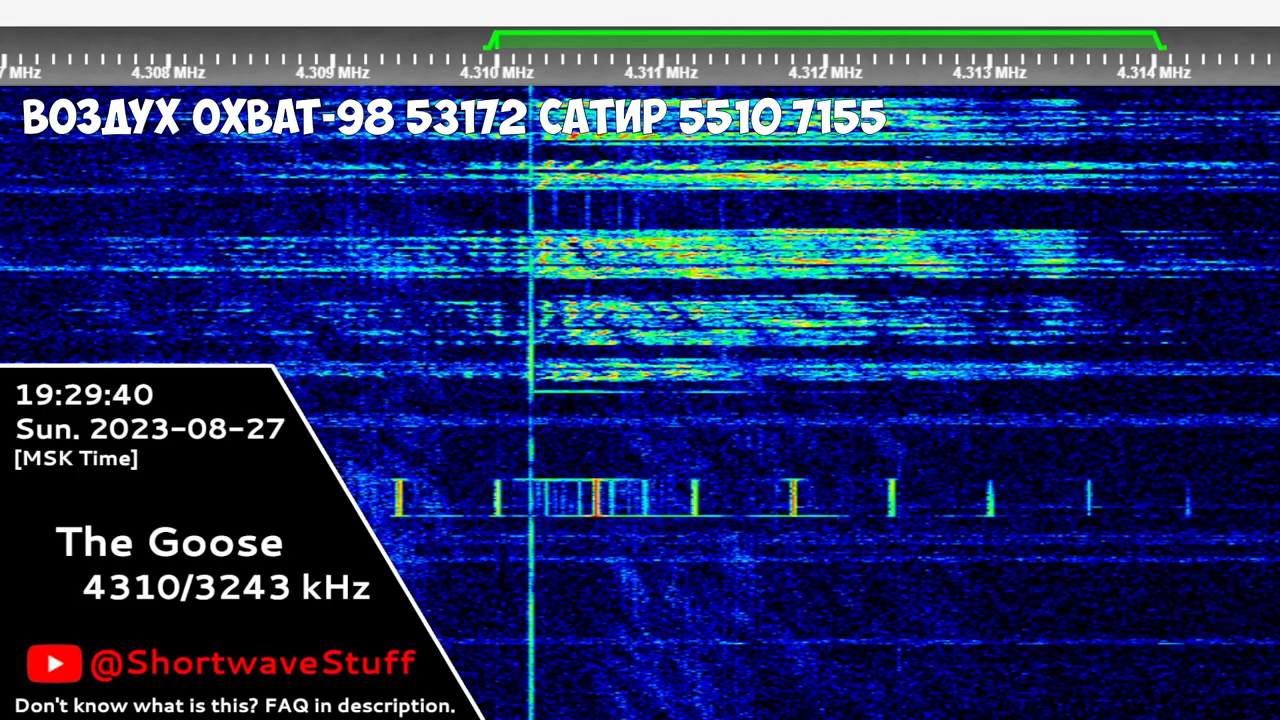 7 MHz 4.308 MHz 4.309 MHz 4.310 MHz 4.311 MHz 4.312 MHz 4.313 MHz 4.314 MHz
ВОЗДУХ ОХВАТ-98 53172 САТИР 5510 7155
19:29:40
Sun. 2023-08-27
[MSK Time]
The Goose
4310/3243 kHz
@ShortwaveStuff
Don't know what is this? FAQ in description.